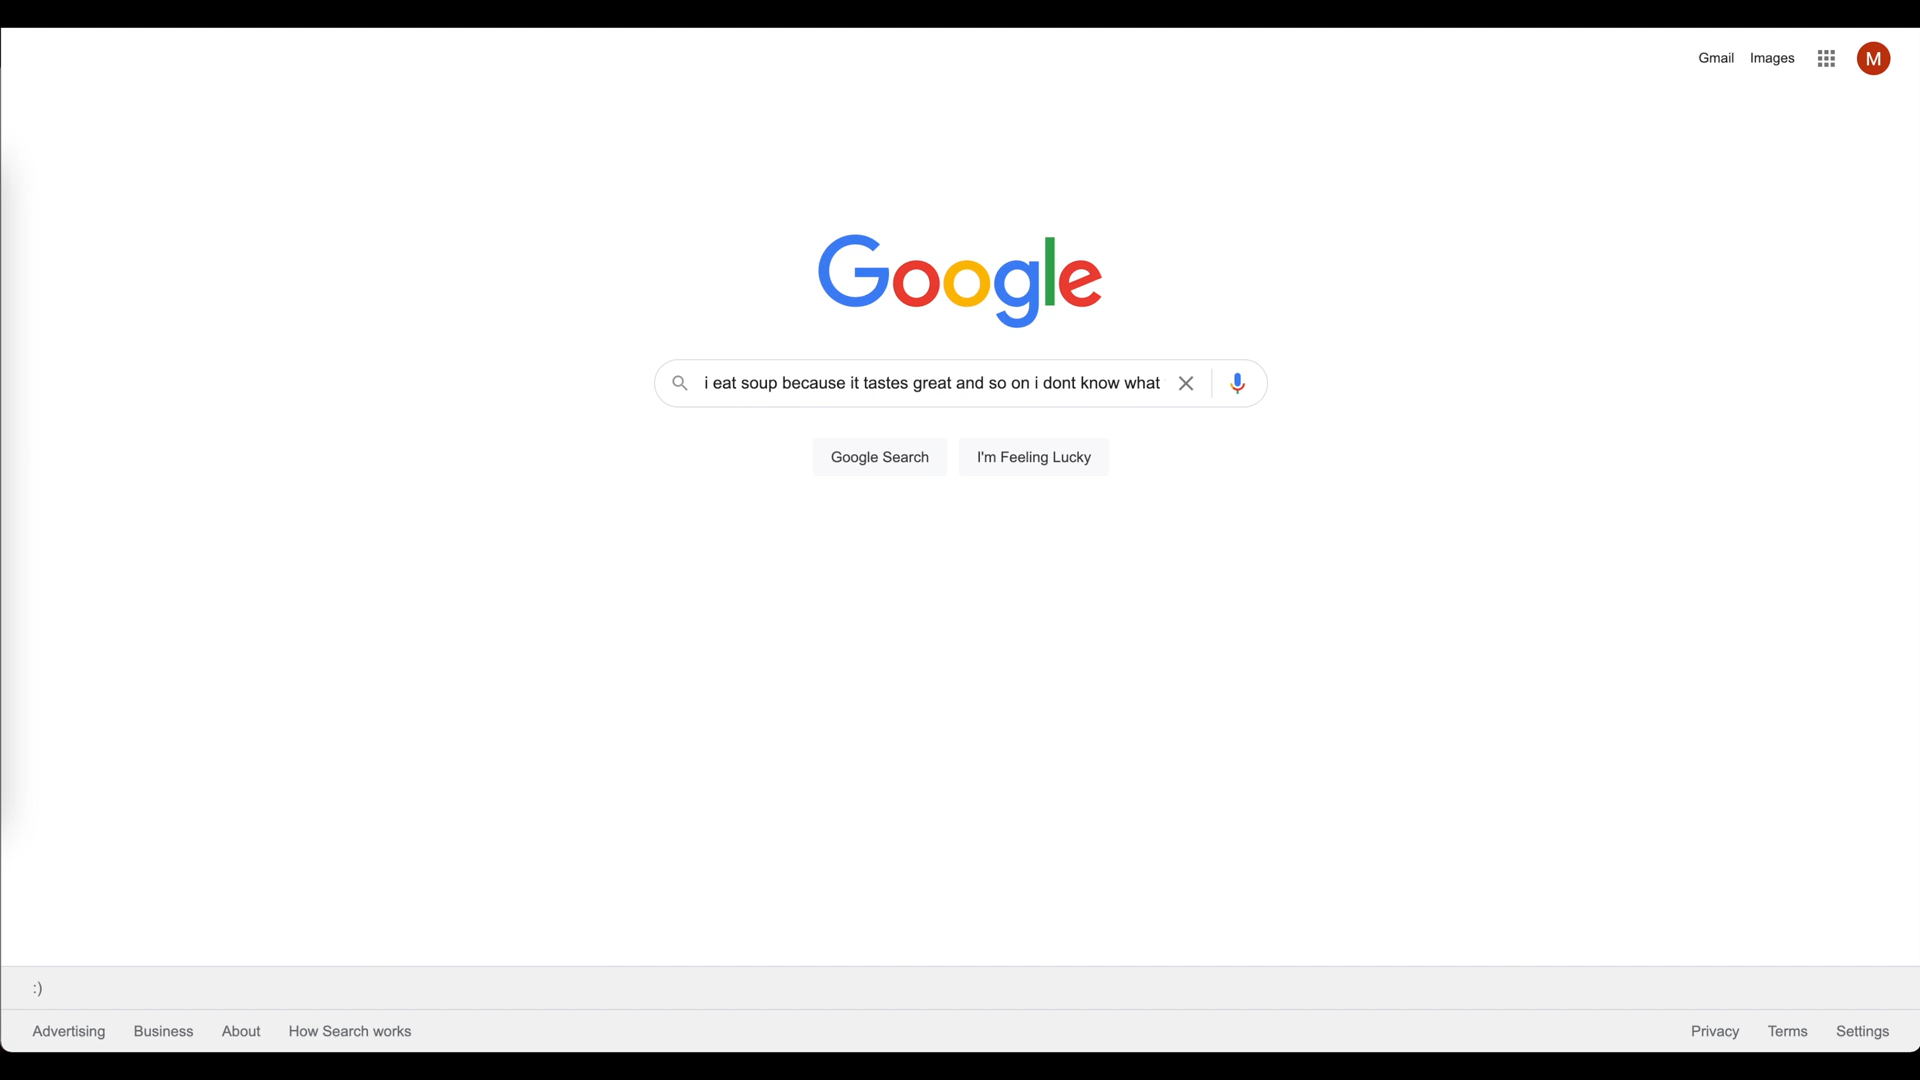 Gmail Images
M
Google
i eat soup because it tastes great and so on i dont know what
Google Search I'm Feeling Lucky
:)
Advertising Business About How Search works Privacy Terms Settings